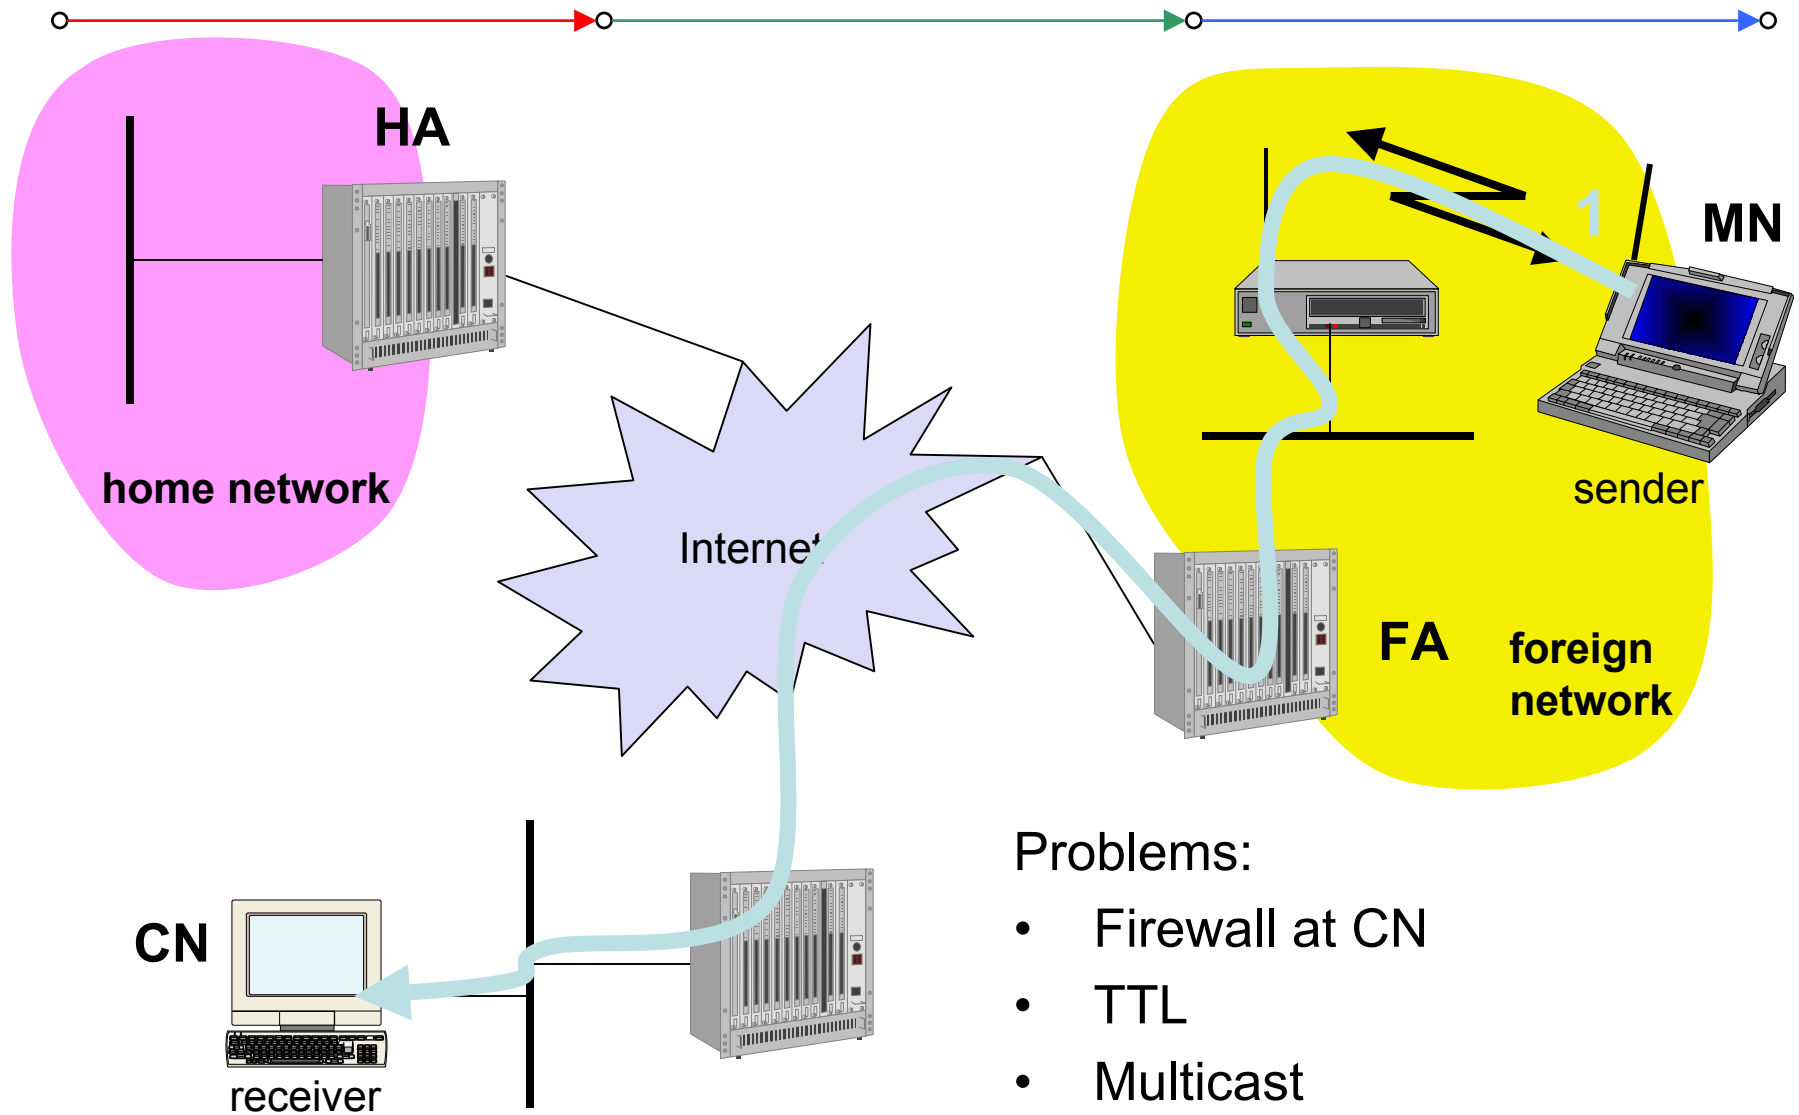 HA
1
MN
home network
sender
Internet
FA
foreign
network
Problems:
• Firewall at CN
CN
• TTL
• Multicast
receiver